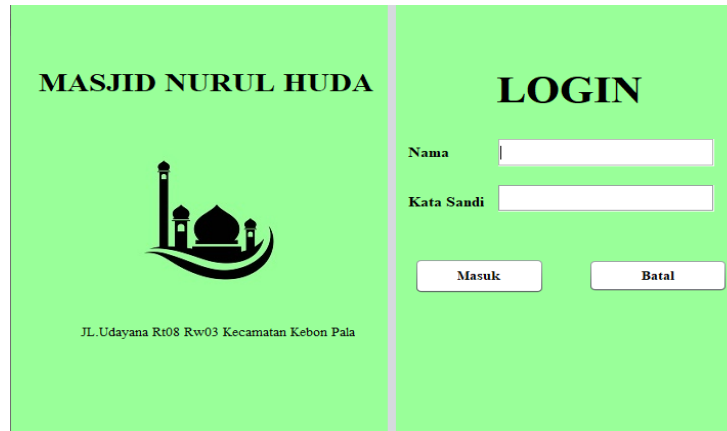 MASJID NURUL HUDA
JL.Udayana Rt08 Rw03 Kecamatan Kebon Pala
LOGIN
Nama
Kata Sandi
Masuk
Batal